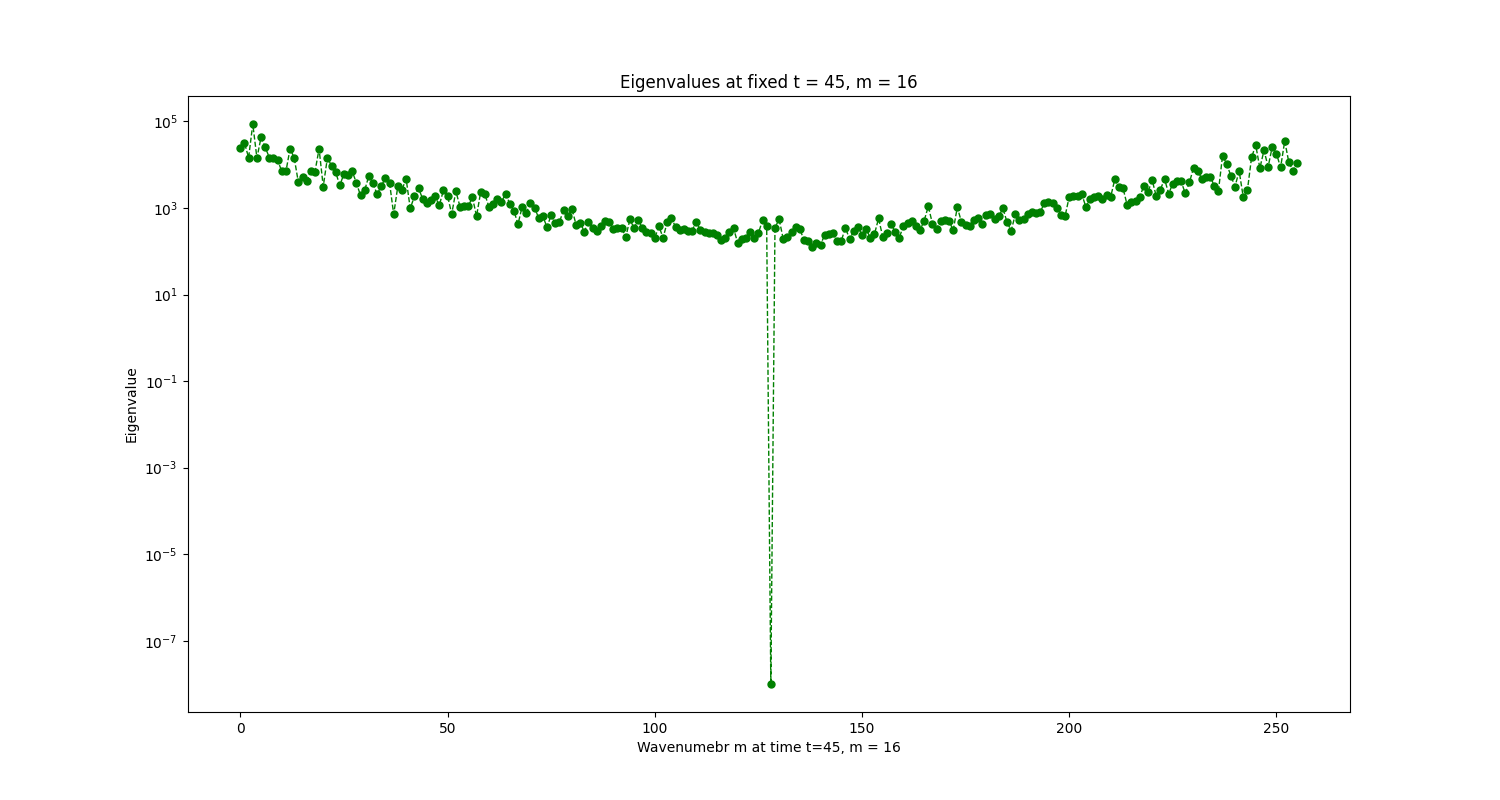 Eigenvalues at fixed t = 45, m = 16
10^5
10^3
10^1
10^-1
10^-3
10^-5
10^-7
Eigenvalue
0 50 100 150 200 250
Wavenumebr m at time t=45, m = 16